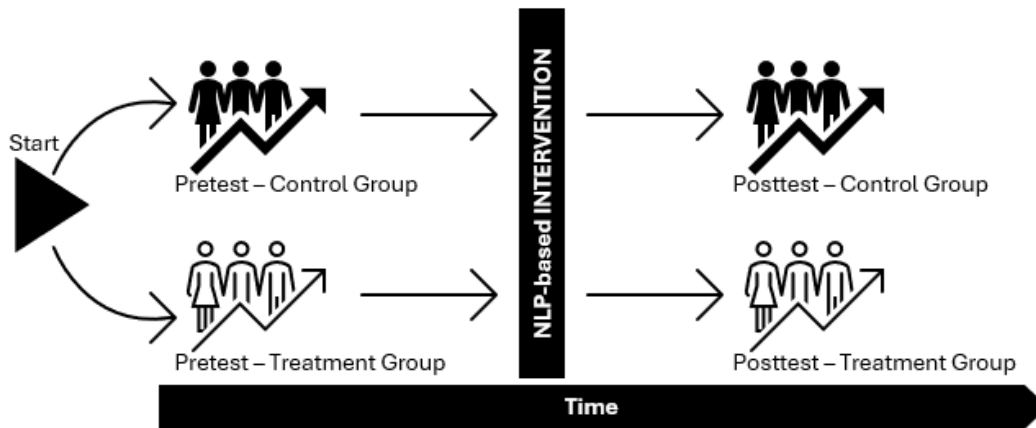 Start
Pretest – Control Group
Pretest – Treatment Group
NLP-based INTERVENTION
Posttest – Control Group
Posttest – Treatment Group
Time